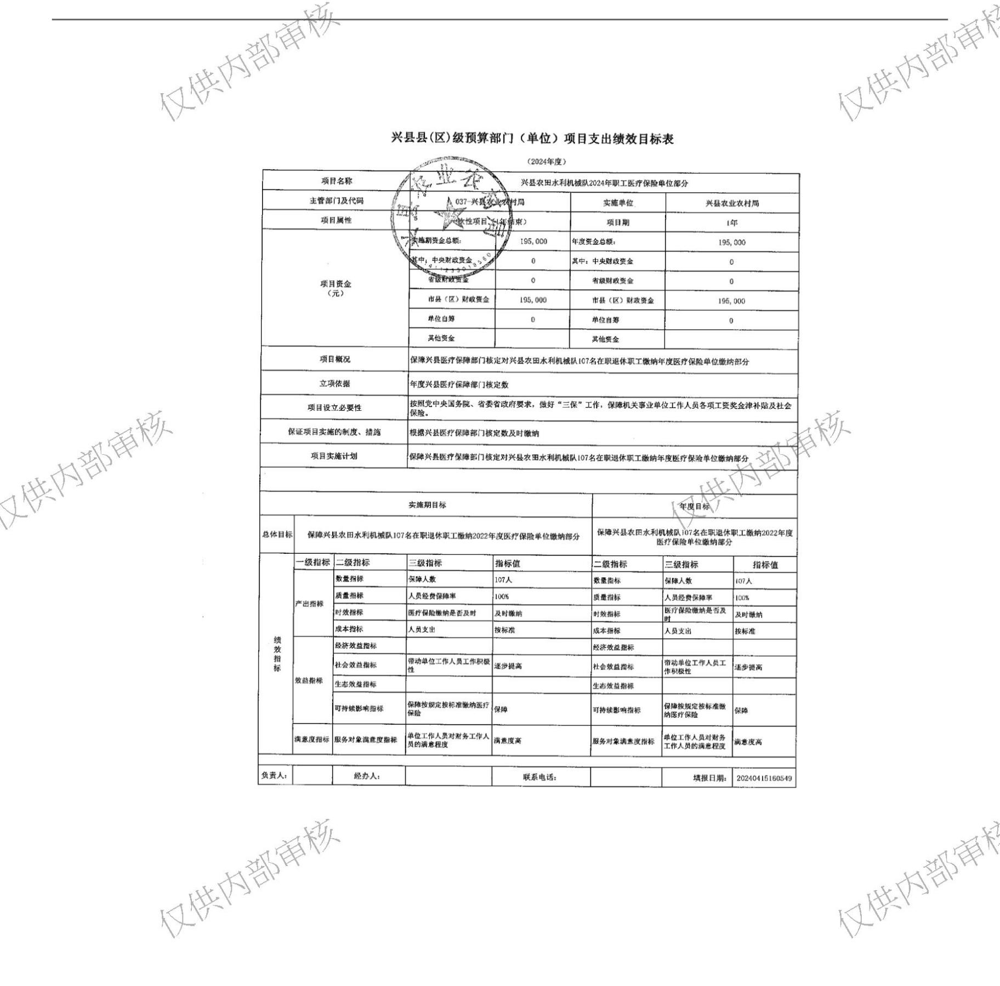 仅供内部审核
仅供内部审核
兴县县(区)级预算部门（单位）项目支出绩效目标表
（2024年度）
项目名称 兴县农田水利机械队2024年职工医疗保险单位部分
主管部门及代码 037-兴县农业农村局 实施单位 兴县农业农村局
项目属性 一次性项目（1年结束） 项目期 1年
项目资金
（元）
实施期资金总额： 195,000 年度资金总额： 195,000
其中：中央财政资金 0 其中：中央财政资金 0
省级财政资金 0 省级财政资金 0
市县（区）财政资金 195,000 市县（区）财政资金 195,000
单位自筹 0 单位自筹 0
其他资金 其他资金
项目概况 保障兴县医疗保障部门核定对兴县农田水利机械队107名在职退休职工缴纳年度医疗保险单位缴纳部分
立项依据 年度兴县医疗保障部门核定数
项目设立必要性 按照党中央国务院、省委省政府要求，做好“三保”工作，保障机关事业单位工作人员各项工资奖金津补贴及社会
保险。
保证项目实施的制度、措施 根据兴县医疗保障部门核定数及时缴纳
项目实施计划 保障兴县医疗保障部门核定对兴县农田水利机械队107名在职退休职工缴纳年度医疗保险单位缴纳部分
仅供内部审核
仅供内部审核
实施期目标 年度目标
总体目标 保障兴县农田水利机械队107名在职退休职工缴纳2022年度医疗保险单位缴纳部分 保障兴县农田水利机械队107名在职退休职工缴纳2022年度
医疗保险单位缴纳部分
绩效指标
一级指标 二级指标 三级指标 指标值 二级指标 三级指标 指标值
产出指标
数量指标 保障人数 107人 数量指标 保障人数 107人
质量指标 人员经费保障率 100% 质量指标 人员经费保障率 100%
时效指标 医疗保险缴纳是否及时 及时缴纳 时效指标 医疗保险缴纳是否及
时 及时缴纳
成本指标 人员支出 按标准 成本指标 人员支出 按标准
效益指标
经济效益指标 经济效益指标
社会效益指标 带动单位工作人员工作积极
性 逐步提高 社会效益指标 带动单位工作人员工
作积极性 逐步提高
生态效益指标 生态效益指标
可持续影响指标 保障按规定按标准缴纳医疗
保险 保障 可持续影响指标 保障按规定按标准缴
纳医疗保险 保障
满意度指标 服务对象满意度指标 单位工作人员对财务工作人
员的满意程度 满意度高 服务对象满意度指标 单位工作人员对财务
工作人员的满意程度 满意度高
负责人： 经办人： 联系电话： 填报日期： 20240415160549
仅供内部审核
仅供内部审核